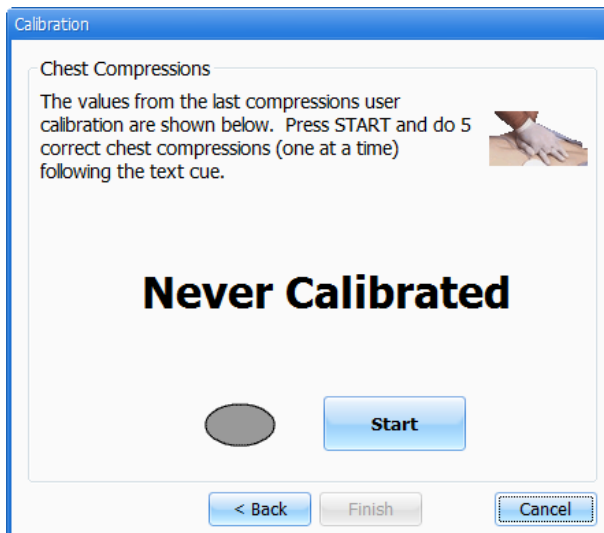 Calibration
Chest Compressions
The values from the last compressions user
calibration are shown below.  Press START and do 5
correct chest compressions (one at a time)
following the text cue.
Never Calibrated
Start
< Back
Finish
Cancel